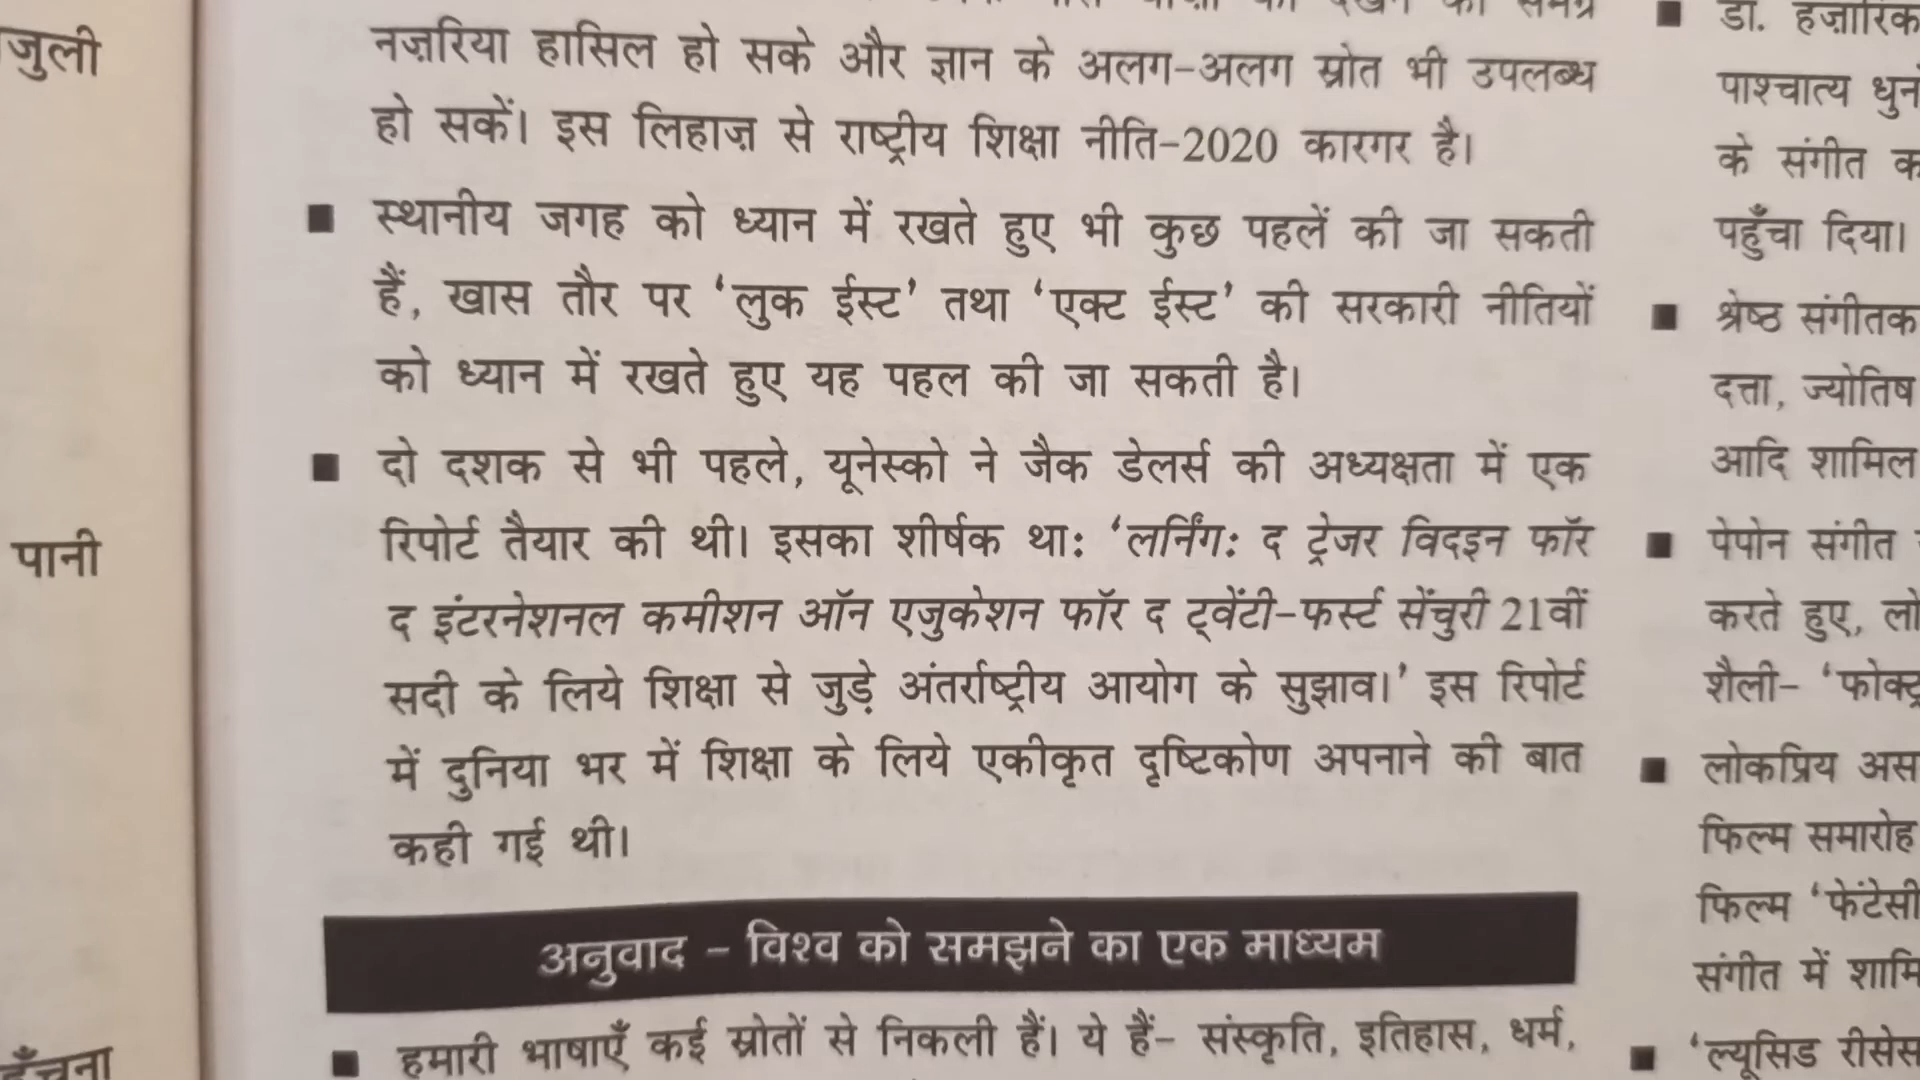 जुली
पानी
नज़रिया हासिल हो सके और ज्ञान के अलग-अलग स्रोत भी उपलब्ध
हो सकें। इस लिहाज़ से राष्ट्रीय शिक्षा नीति-2020 कारगर है।
■ स्थानीय जगह को ध्यान में रखते हुए भी कुछ पहलें की जा सकती
हैं, खास तौर पर ‘लुक ईस्ट’ तथा ‘एक्ट ईस्ट’ की सरकारी नीतियों
को ध्यान में रखते हुए यह पहल की जा सकती है।
■ दो दशक से भी पहले, यूनेस्को ने जैक डेलर्स की अध्यक्षता में एक
रिपोर्ट तैयार की थी। इसका शीर्षक था: ‘लर्निंग: द ट्रेजर विदइन फॉर
द इंटरनेशनल कमीशन ऑन एजुकेशन फॉर द ट्वेंटी-फर्स्ट सेंचुरी 21वीं
सदी के लिये शिक्षा से जुड़े अंतर्राष्ट्रीय आयोग के सुझाव।’ इस रिपोर्ट
में दुनिया भर में शिक्षा के लिये एकीकृत दृष्टिकोण अपनाने की बात
कही गई थी।
अनुवाद - विश्व को समझने का एक माध्यम
■ हमारी भाषाएँ कई स्रोतों से निकली हैं। ये हैं- संस्कृति, इतिहास, धर्म,
■ डॉ. हज़ारिक
पाश्चात्य धुन
के संगीत क
पहुँचा दिया।
■ श्रेष्ठ संगीतक
दत्ता, ज्योतिष
आदि शामिल
■ पेपोन संगीत
करते हुए, लो
शैली- ‘फोक्ट्र
■ लोकप्रिय अस
फिल्म समारोह
फिल्म ‘फेंटेसी
संगीत में शामि
■ ‘ल्यूसिड रीसेस